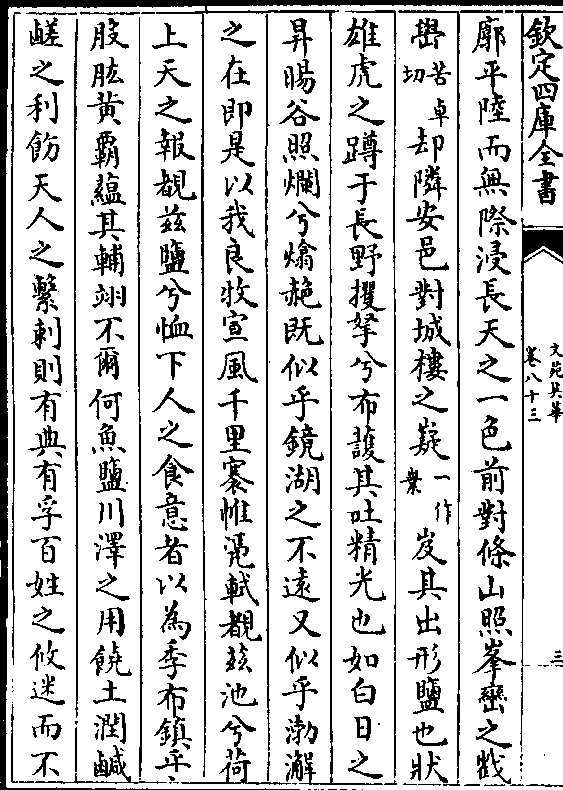 欽定四庫全書
文苑英華
卷八十三
三
廓平陸而無際浸長天之一色前對條山照峯巒之㦸
嶨苦卓切却隣安邑對城樓之嶷一作業岌其出形鹽也狀
雄虎之蹲于長野攫拏兮布護其吐精光也如白日之
昇暘谷照爛兮熻赩既似乎鏡湖之不遠又似乎渤澥
之在即是以我良牧宣風千里褰帷凭軾覩兹池兮荷
上天之報覩兹鹽兮恤下人之食意者以為季布鎮乎
股肱黄霸藴其輔翊不爾何魚鹽川澤之用饒土潤鹹
鹺之利飭天人之繫刺則有典有孚百姓之攸迷而不